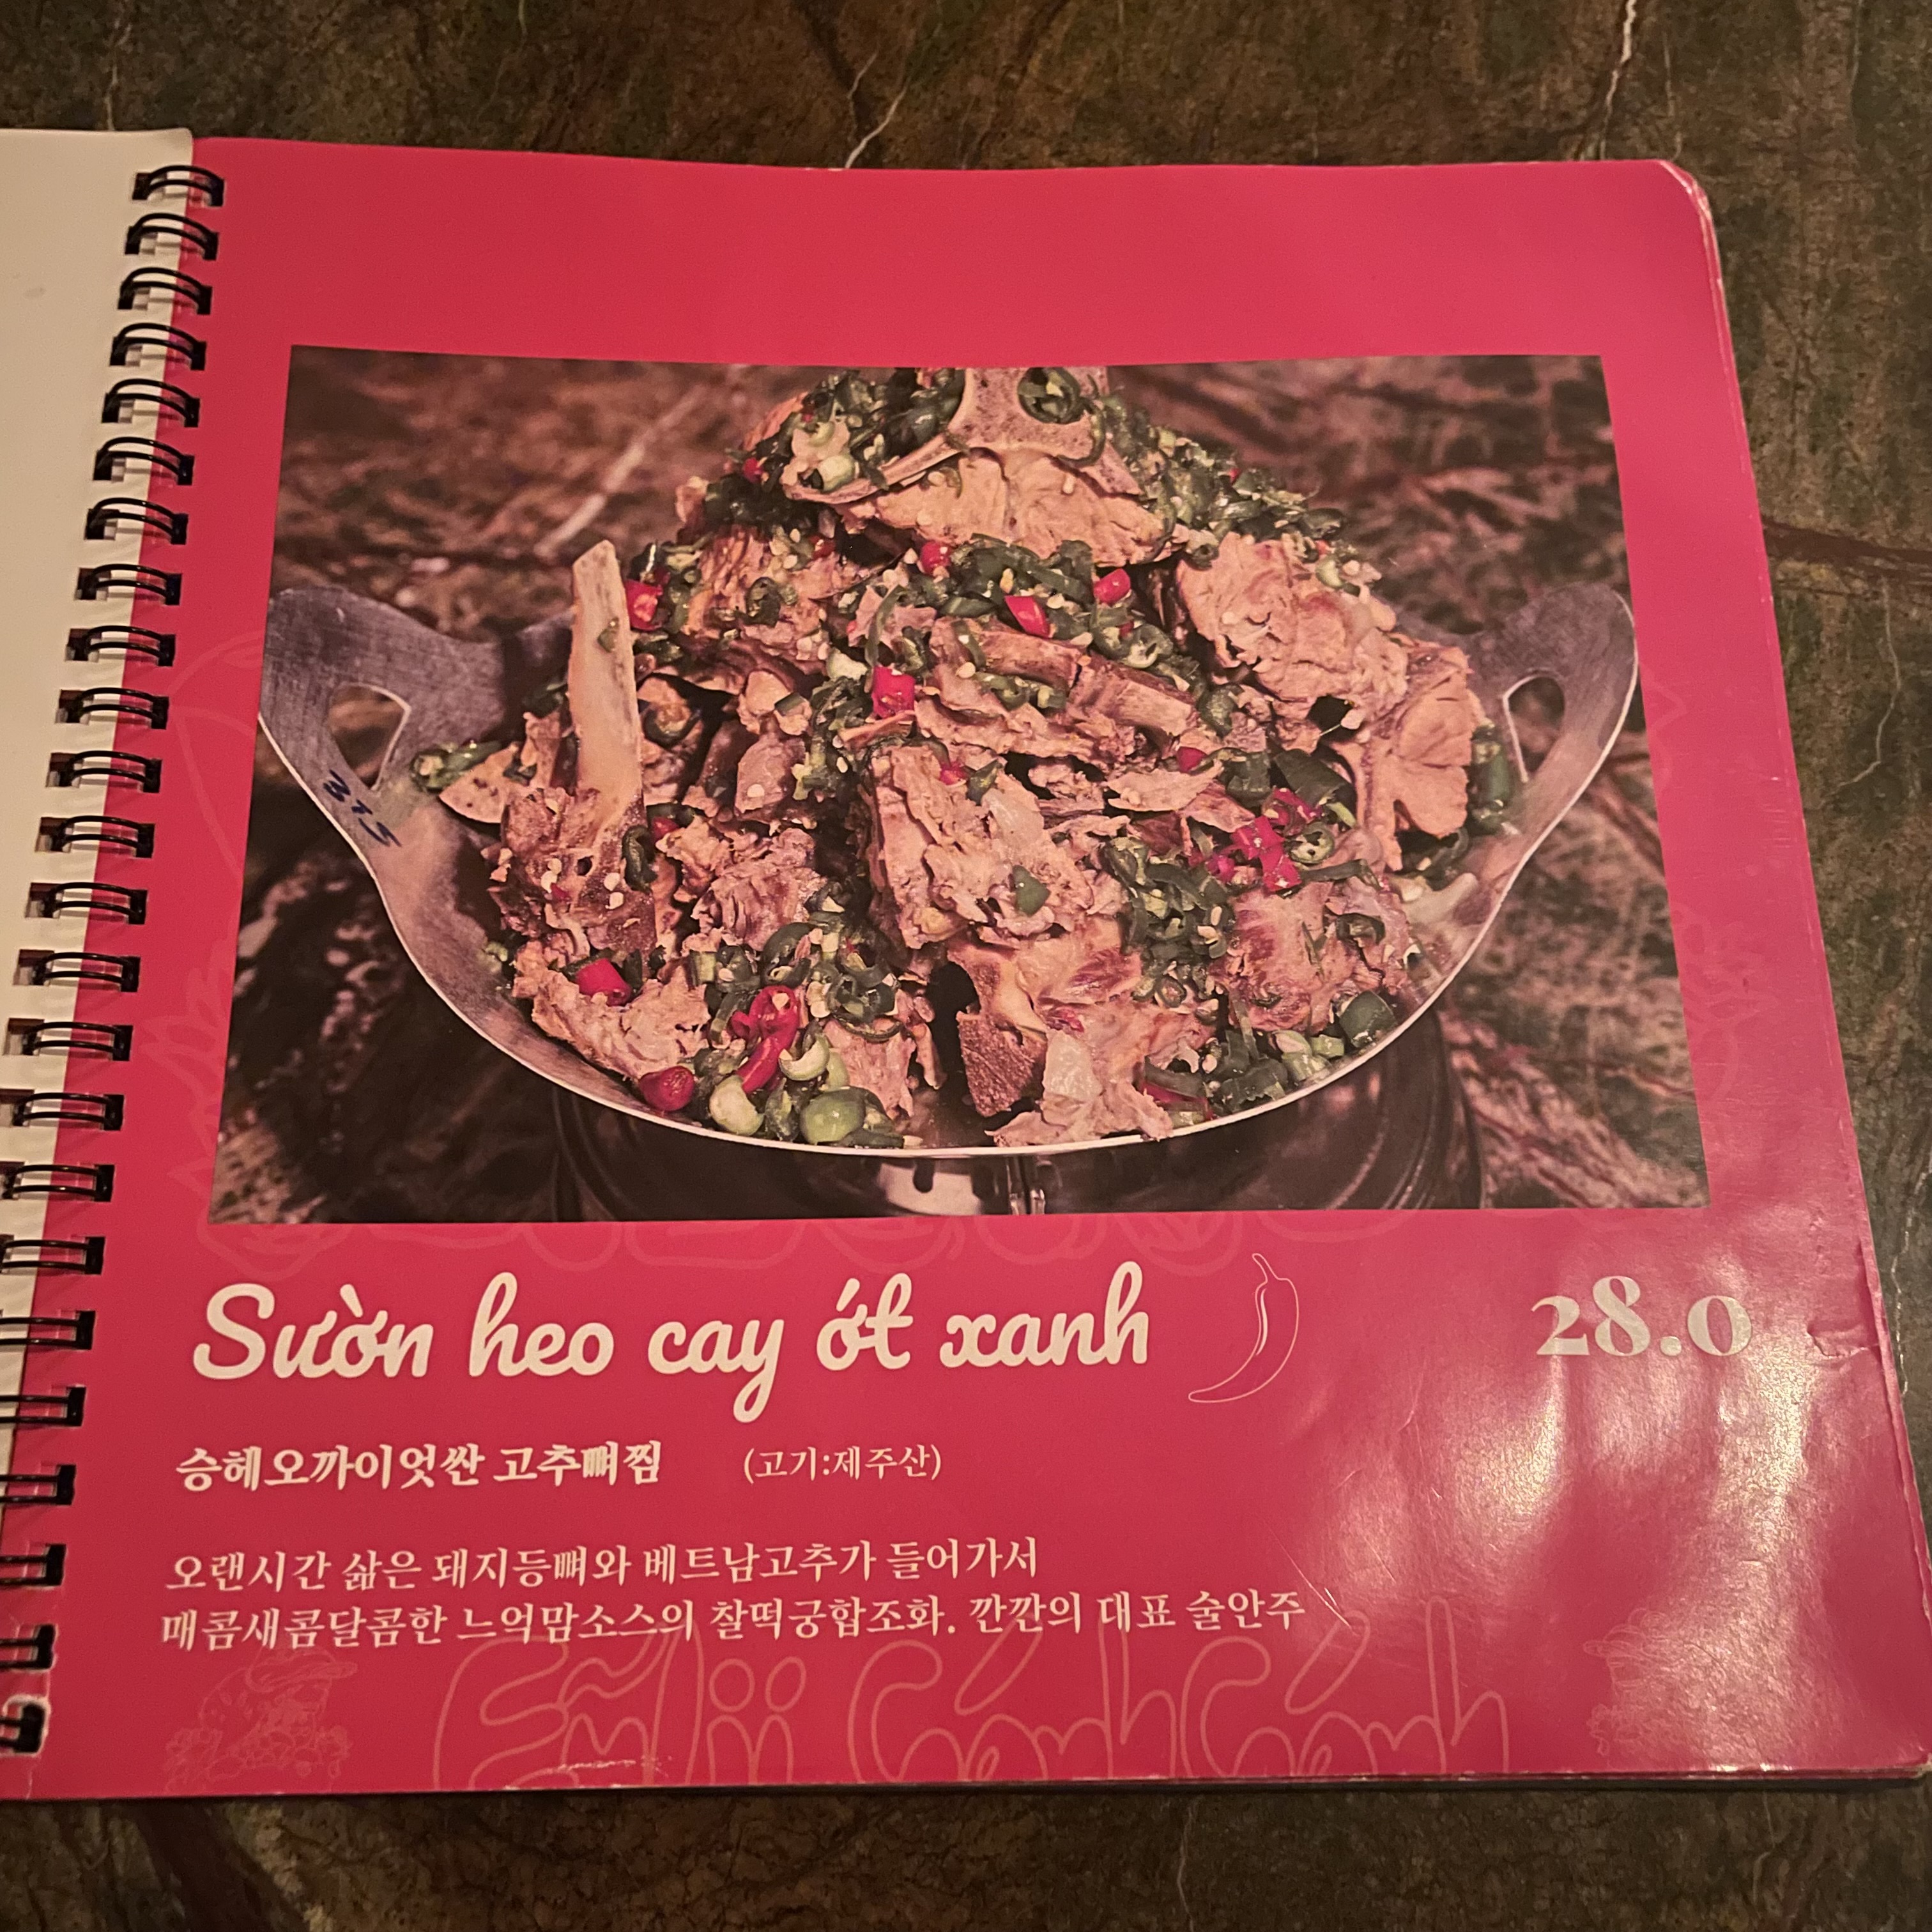 375
Sườn heo cay ớt xanh
28.0
승헤오까이엇싼 고추뼈찜 (고기:제주산)
오랜시간 삶은 돼지등뼈와 베트남고추가 들어가서
매콤새콤달콤한 느억맘소스의 찰떡궁합조화. 깐깐의 대표 술안주